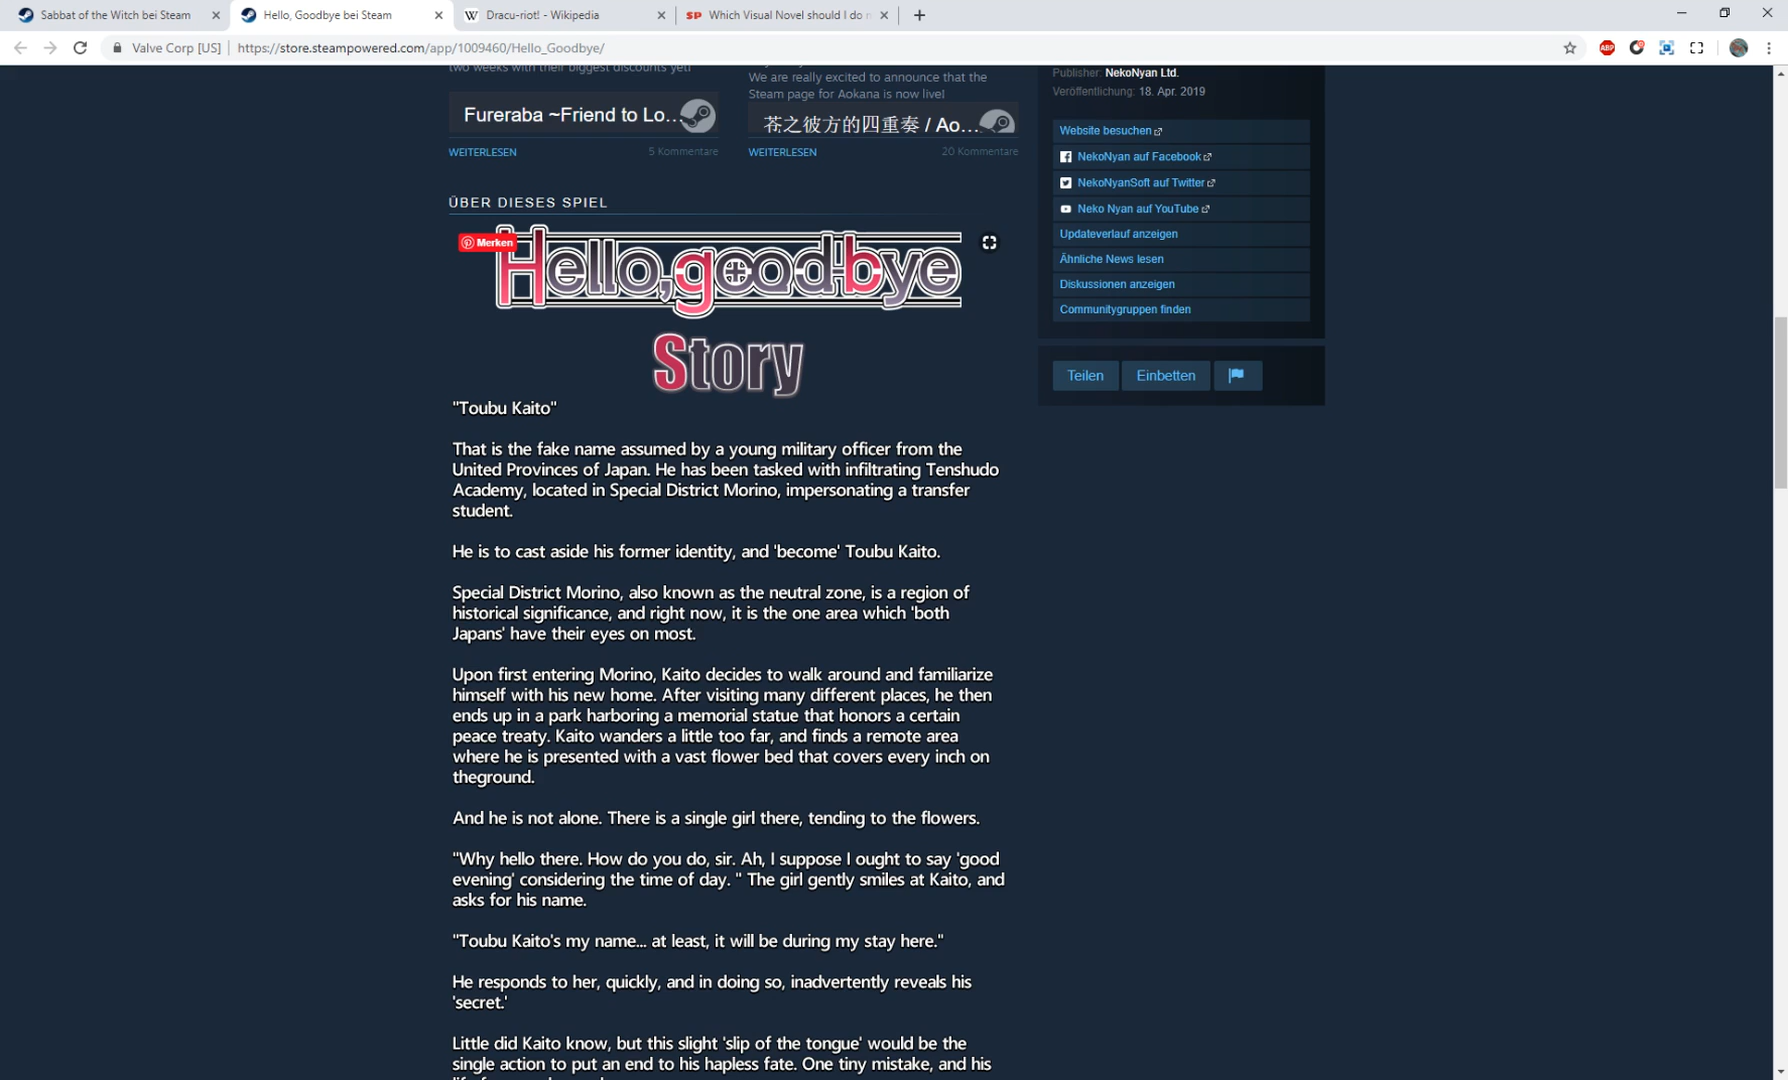 Sabbat of the Witch bei Steam
Hello, Goodbye bei Steam
Dracu-riot! - Wikipedia
SP Which Visual Novel should I do n
Valve Corp [US] https://store.steampowered.com/app/1009460/Hello_Goodbye/
ABP
two weeks with their biggest discounts yet!
Fureraba ~Friend to Lo...
WEITERLESEN
5 Kommentare
We are really excited to announce that the
Steam page for Aokana is now live!
苍之彼方的四重奏 / Ao...
WEITERLESEN
20 Kommentare
ÜBER DIESES SPIEL
Merken
Hello,good-bye
Story
"Toubu Kaito"
That is the fake name assumed by a young military officer from the
United Provinces of Japan. He has been tasked with infiltrating Tenshudo
Academy, located in Special District Morino, impersonating a transfer
student.
He is to cast aside his former identity, and 'become' Toubu Kaito.
Special District Morino, also known as the neutral zone, is a region of
historical significance, and right now, it is the one area which 'both
Japans' have their eyes on most.
Upon first entering Morino, Kaito decides to walk around and familiarize
himself with his new home. After visiting many different places, he then
ends up in a park harboring a memorial statue that honors a certain
peace treaty. Kaito wanders a little too far, and finds a remote area
where he is presented with a vast flower bed that covers every inch on
theground.
And he is not alone. There is a single girl there, tending to the flowers.
"Why hello there. How do you do, sir. Ah, I suppose I ought to say 'good
evening' considering the time of day. " The girl gently smiles at Kaito, and
asks for his name.
"Toubu Kaito's my name... at least, it will be during my stay here."
He responds to her, quickly, and in doing so, inadvertently reveals his
'secret.'
Little did Kaito know, but this slight 'slip of the tongue' would be the
single action to put an end to his hapless fate. One tiny mistake, and his
Publisher: NekoNyan Ltd.
Veröffentlichung: 18. Apr. 2019
Website besuchen
NekoNyan auf Facebook
NekoNyanSoft auf Twitter
Neko Nyan auf YouTube
Updateverlauf anzeigen
Ähnliche News lesen
Diskussionen anzeigen
Communitygruppen finden
Teilen
Einbetten